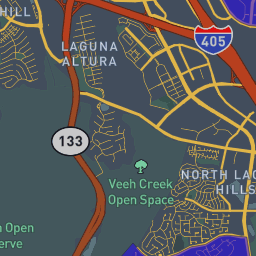 HILL
LAGUNA
ALTURA
405
133
Veeh Creek
Open Space
NORTH LAG
HILLS
Open
erve